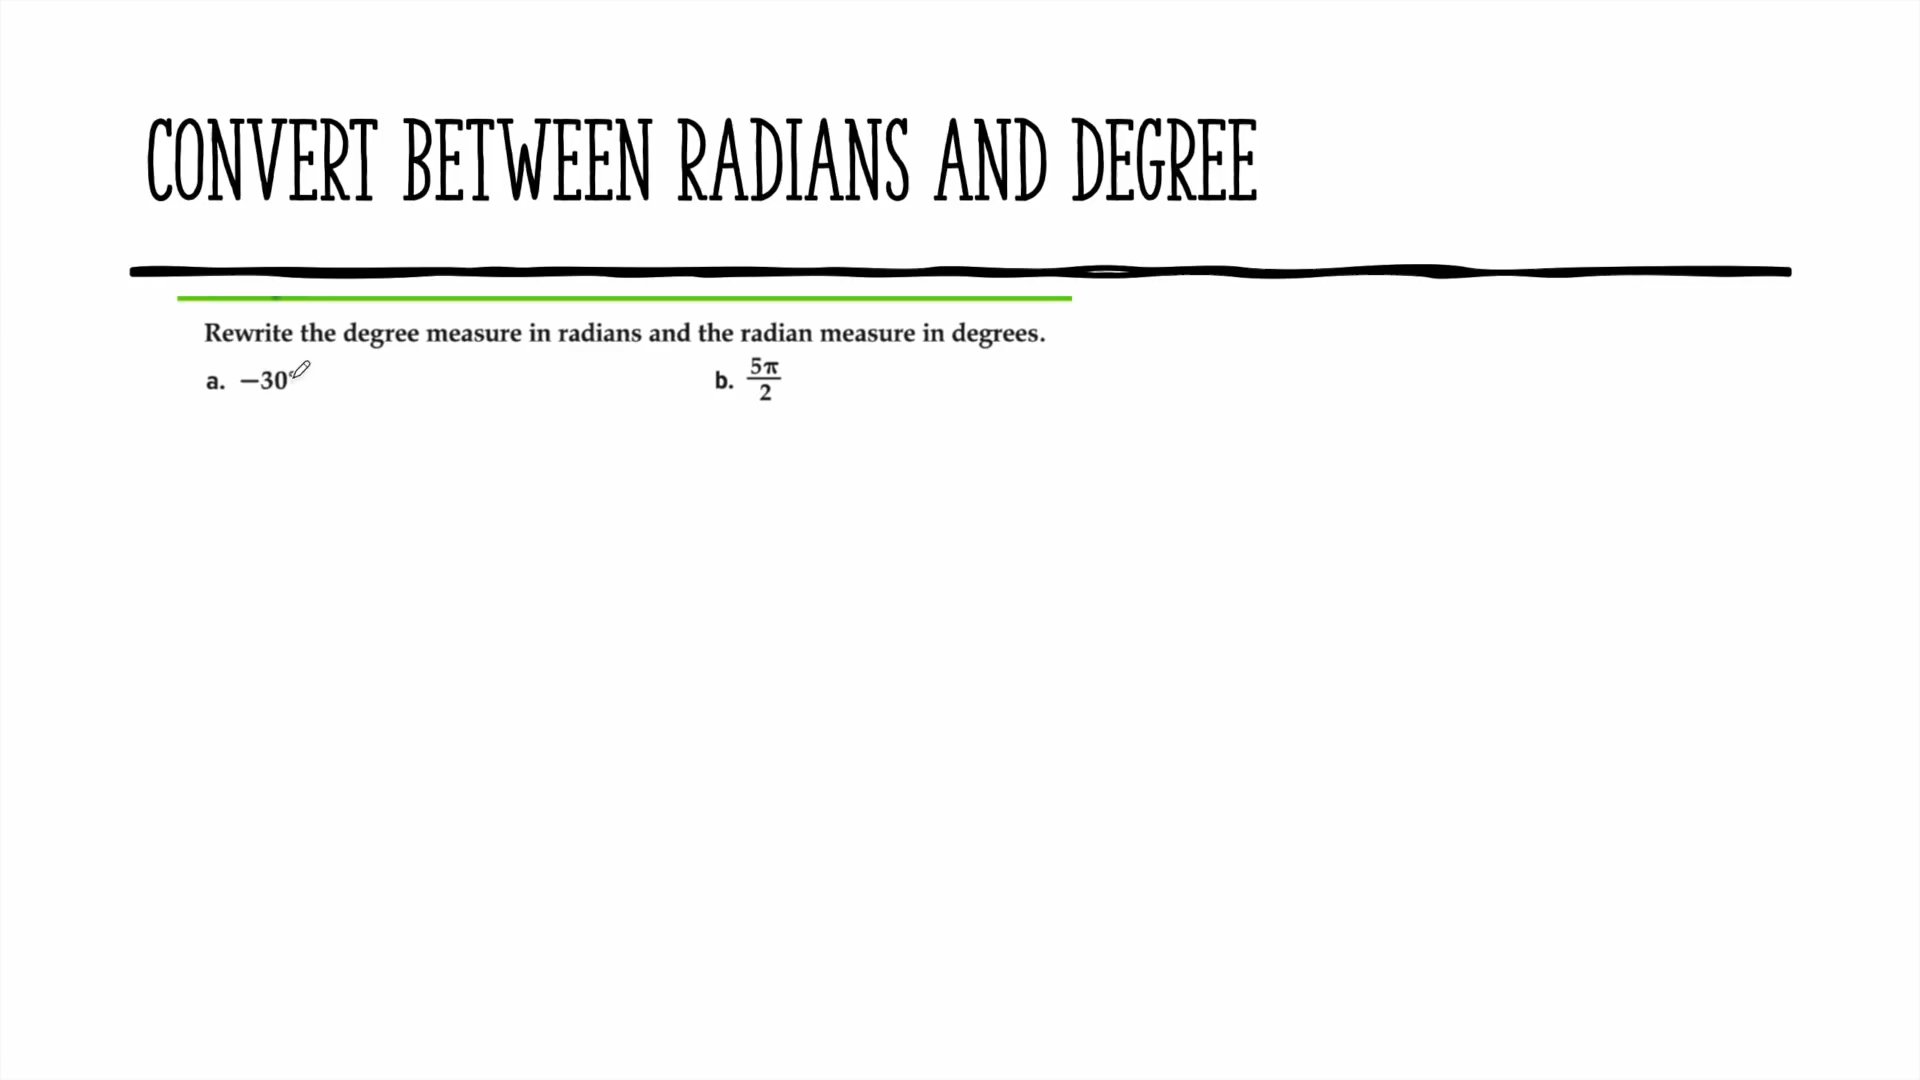 CONVERT BETWEEN RADIANS AND DEGREE
Rewrite the degree measure in radians and the radian measure in degrees.
a. −30° b. 5π/2